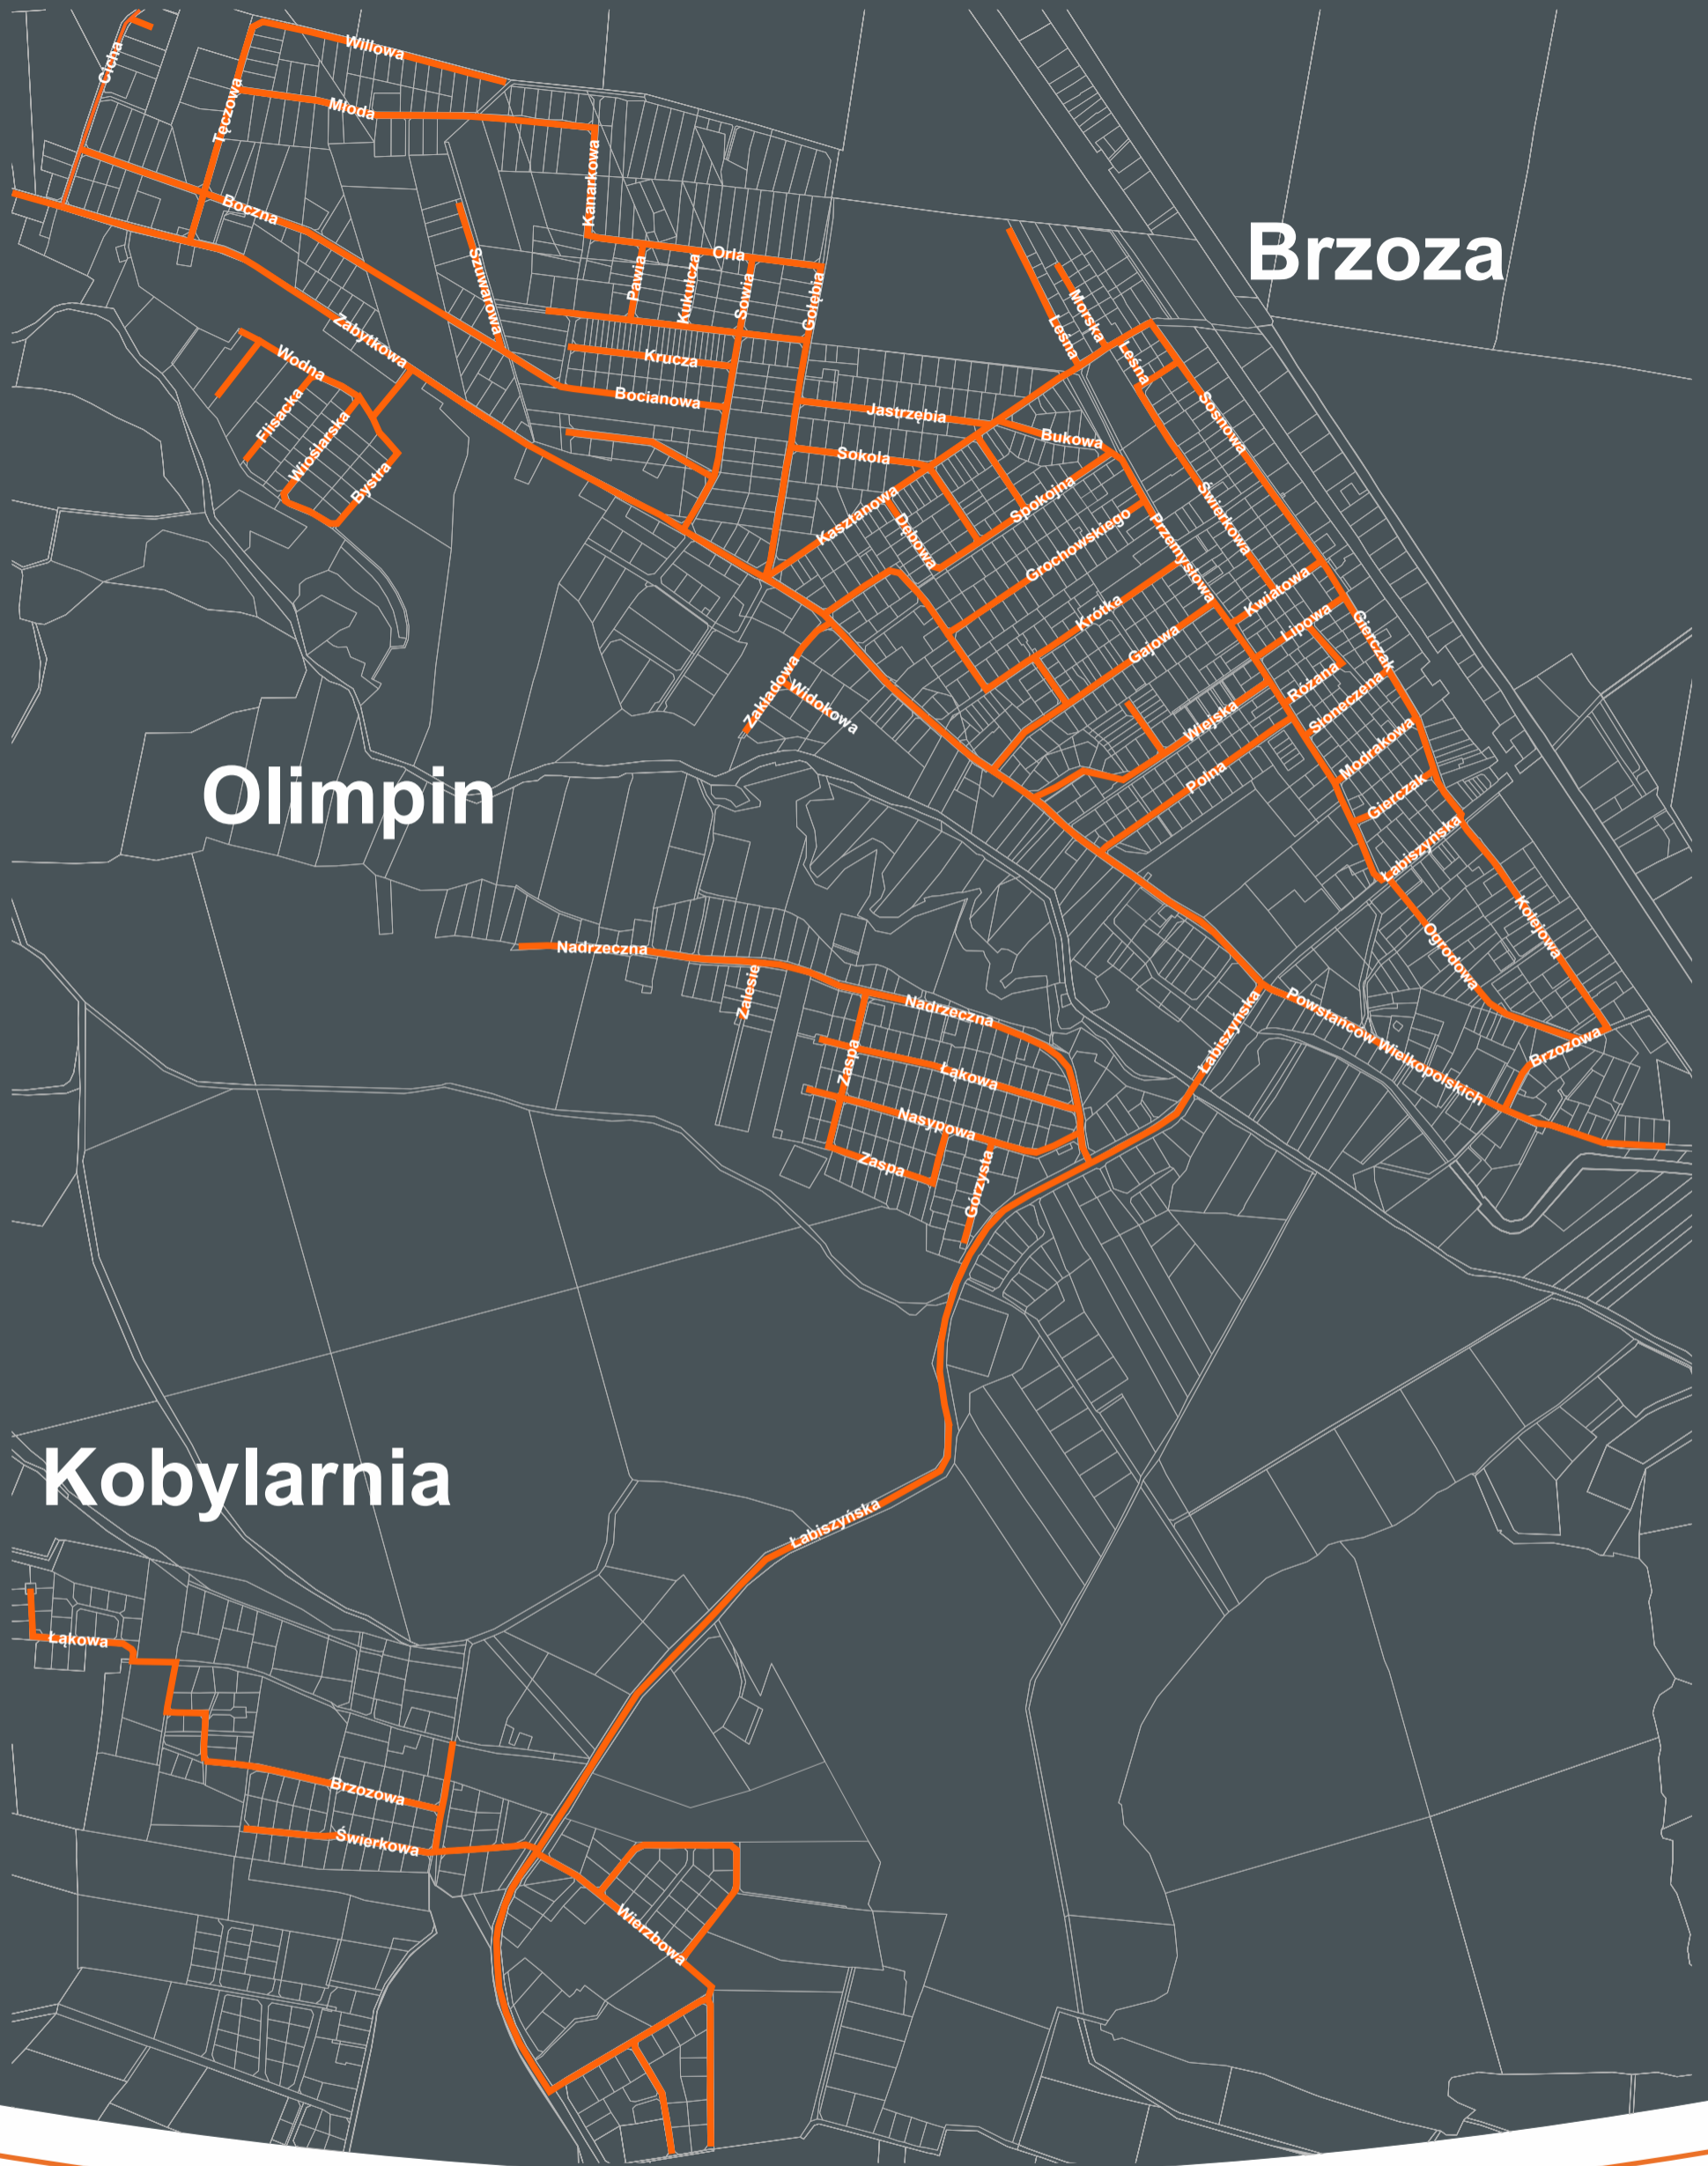 Cicha
Willowa
Tęczowa
Młoda
Kanarkowa
Boczna
Brzoza
Szuwarowa
Orla
Pawia
Kukułcza
Sowia
Gołębia
Morska
Leśna
Leśna
Zabytkowa
Wodna
Krucza
Bocianowa
Flisacka
Wioślarska
Bystra
Jastrzębia
Sokola
Bukowa
Sosnowa
Kasztanowa
Dębowa
Spokojna
Grochowskiego
Świerkowa
Przemysłowa
Krótka
Kwiatowa
Lipowa
Gierczak
Gajowa
Zakładowa
Widokowa
Różana
Słoneczena
Wiejska
Modrakowa
Polna
Gierczak
Olimpin
Łabiszyńska
Kolejowa
Ogrodowa
Nadrzeczna
Zalesie
Nadrzeczna
Łabiszyńska
Powstańców Wielkopolskich
Brzozowa
Zaspa
Łąkowa
Nasypowa
Zaspa
Górzysta
Kobylarnia
Łabiszyńska
Łąkowa
Brzozowa
Świerkowa
Wierzbowa